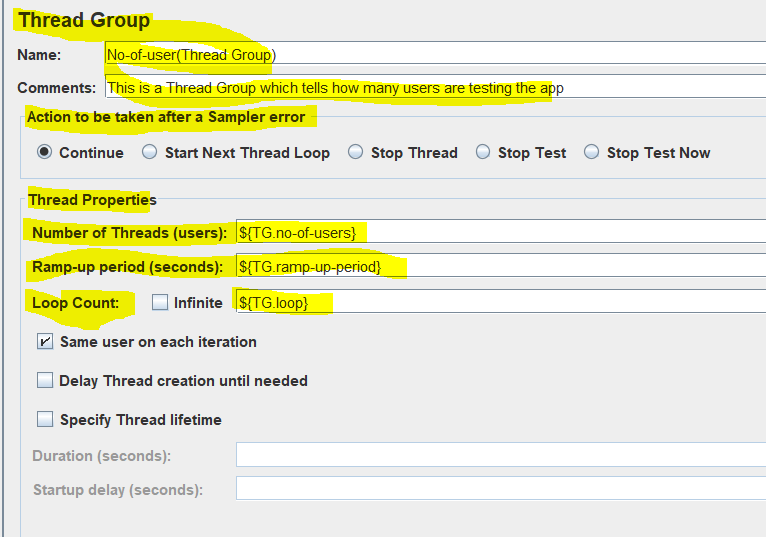 Thread Group
Name: No-of-user(Thread Group)
Comments: This is a Thread Group which tells how many users are testing the app
Action to be taken after a Sampler error
Continue Start Next Thread Loop Stop Thread Stop Test Stop Test Now
Thread Properties
Number of Threads (users): ${TG.no-of-users}
Ramp-up period (seconds): ${TG.ramp-up-period}
Loop Count: Infinite ${TG.loop}
Same user on each iteration
Delay Thread creation until needed
Specify Thread lifetime
Duration (seconds):
Startup delay (seconds):